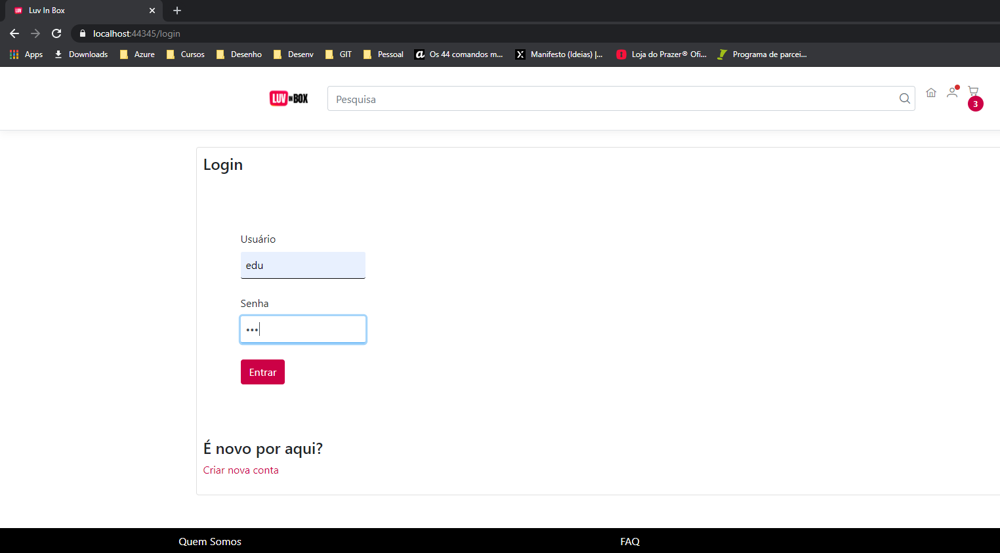 Luv In Box
localhost:44345/login
Apps Downloads Azure Cursos Desenho Desenv GIT Pessoal Os 44 comandos m... Manifesto (Ideias) |... Loja do Prazer® Ofi... Programa de parcei...
LUV IN BOX Pesquisa 3
Login
Usuário
edu
Senha
•••
Entrar
É novo por aqui?
Criar nova conta
Quem Somos FAQ